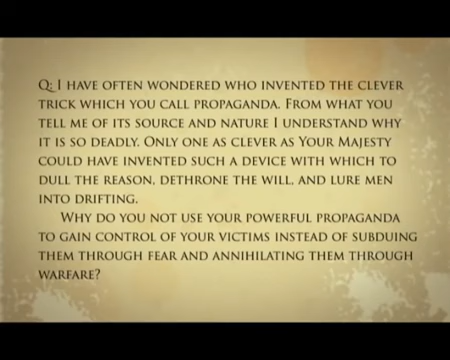 Q: I HAVE OFTEN WONDERED WHO INVENTED THE CLEVER
TRICK WHICH YOU CALL PROPAGANDA. FROM WHAT YOU
TELL ME OF ITS SOURCE AND NATURE I UNDERSTAND WHY
IT IS SO DEADLY. ONLY ONE AS CLEVER AS YOUR MAJESTY
COULD HAVE INVENTED SUCH A DEVICE WITH WHICH TO
DULL THE REASON, DETHRONE THE WILL, AND LURE MEN
INTO DRIFTING.
WHY DO YOU NOT USE YOUR POWERFUL PROPAGANDA
TO GAIN CONTROL OF YOUR VICTIMS INSTEAD OF SUBDUING
THEM THROUGH FEAR AND ANNIHILATING THEM THROUGH
WARFARE?